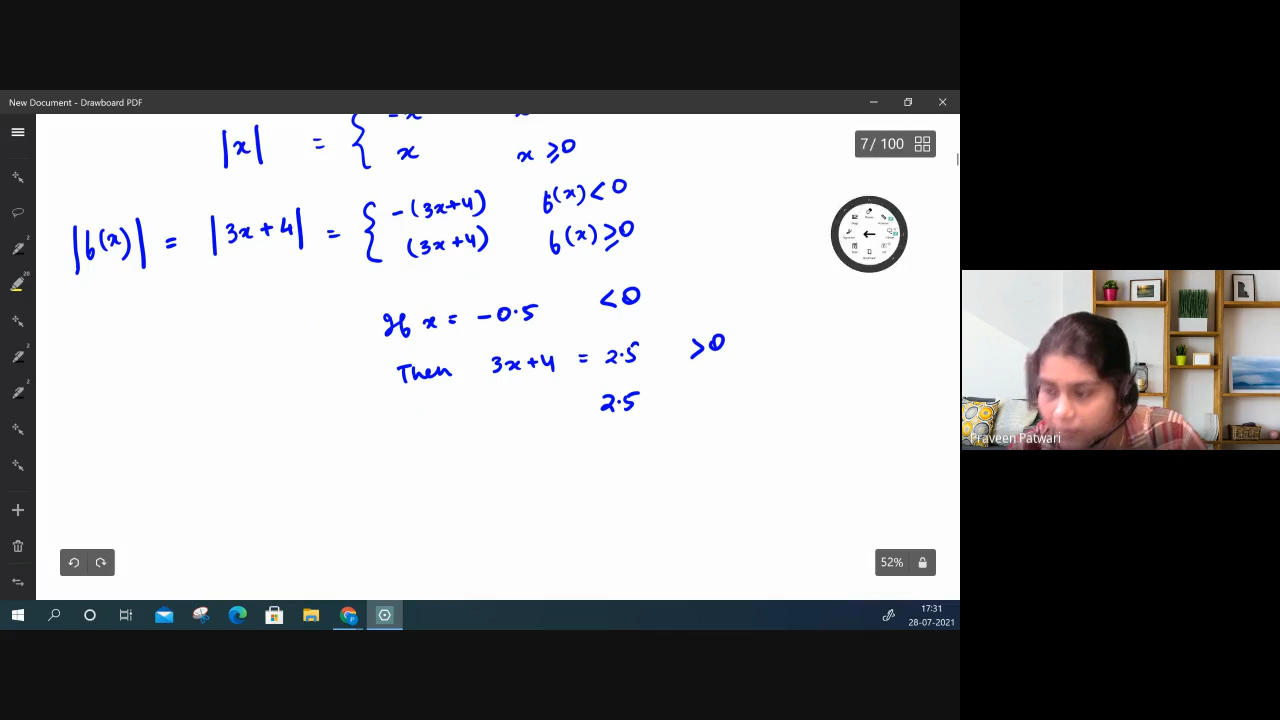 New Document - Drawboard PDF
|x| = { -x x
x x ≥ 0
7 / 100
|f(x)| = |3x+4| = { -(3x+4) f(x) < 0
(3x+4) f(x) ≥ 0
If x = -0.5 < 0
Then 3x+4 = 2.5 > 0
2.5
Praveen Patwari
52%
17:31
28-07-2021